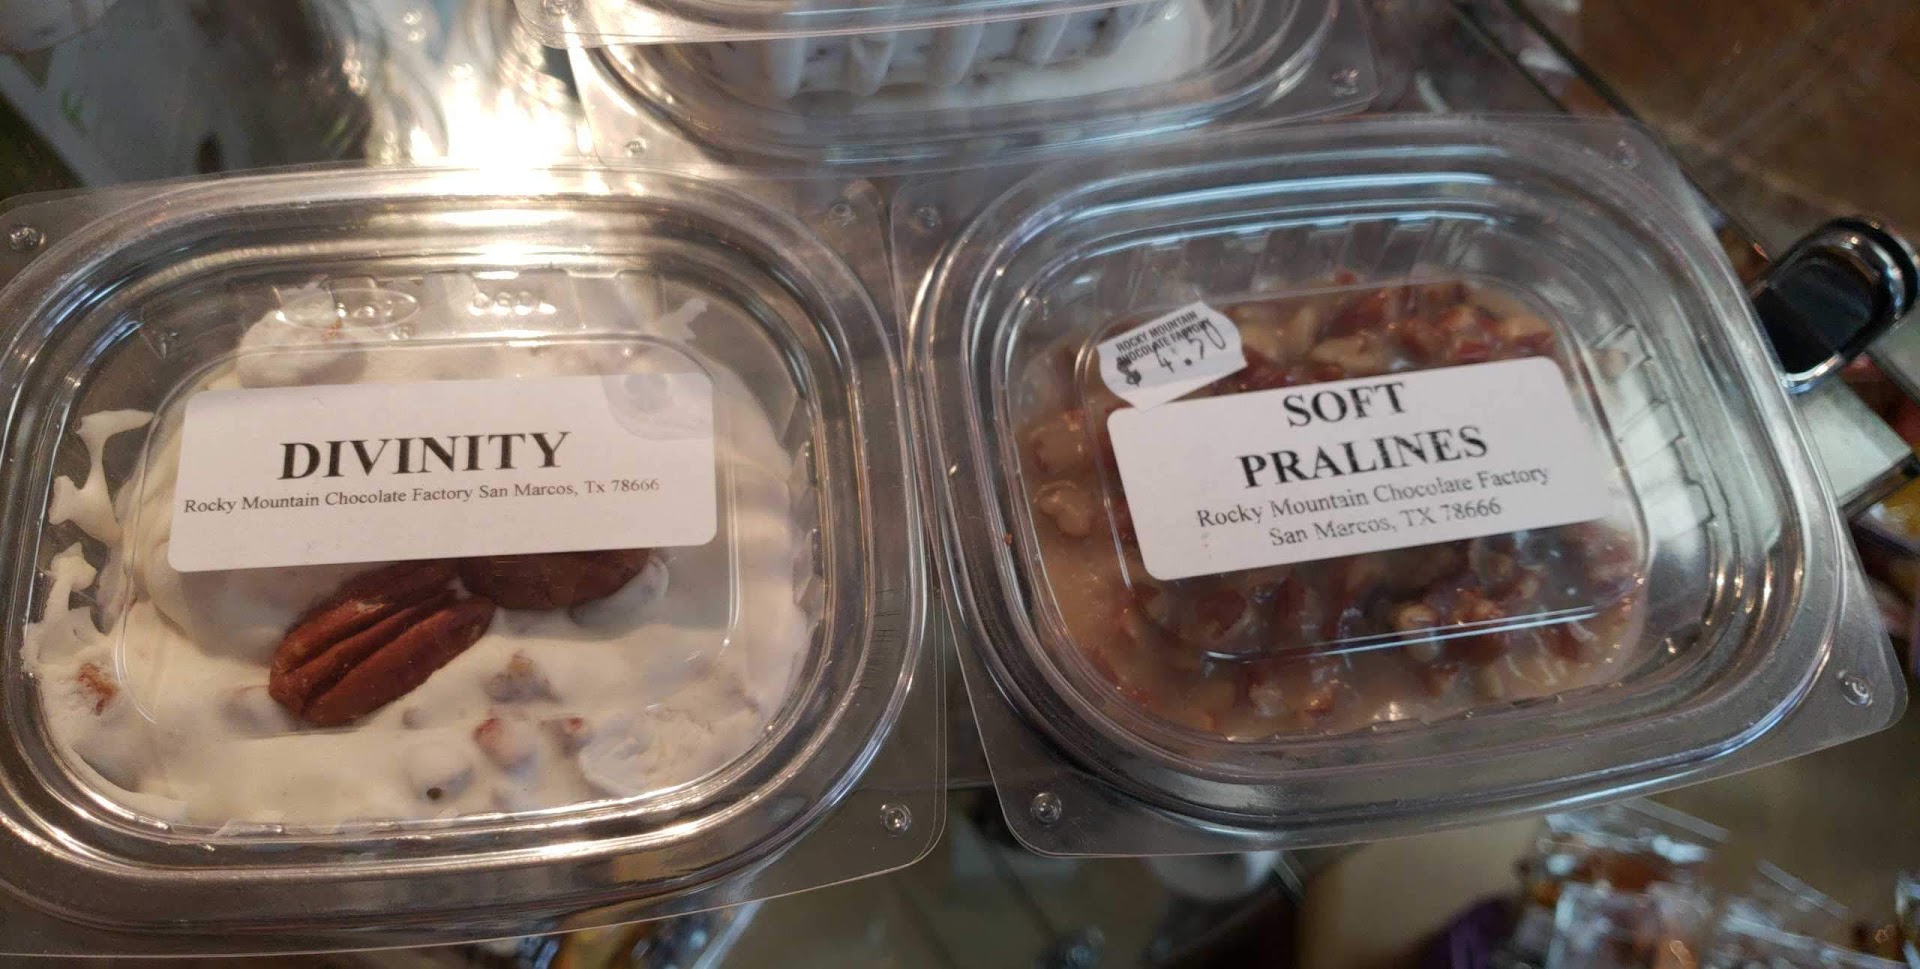 DIVINITY
Rocky Mountain Chocolate Factory San Marcos, Tx 78666
ROCKY MOUNTAIN
CHOCOLATE FACTORY
$ 4.50
SOFT
PRALINES
Rocky Mountain Chocolate Factory
San Marcos, TX 78666